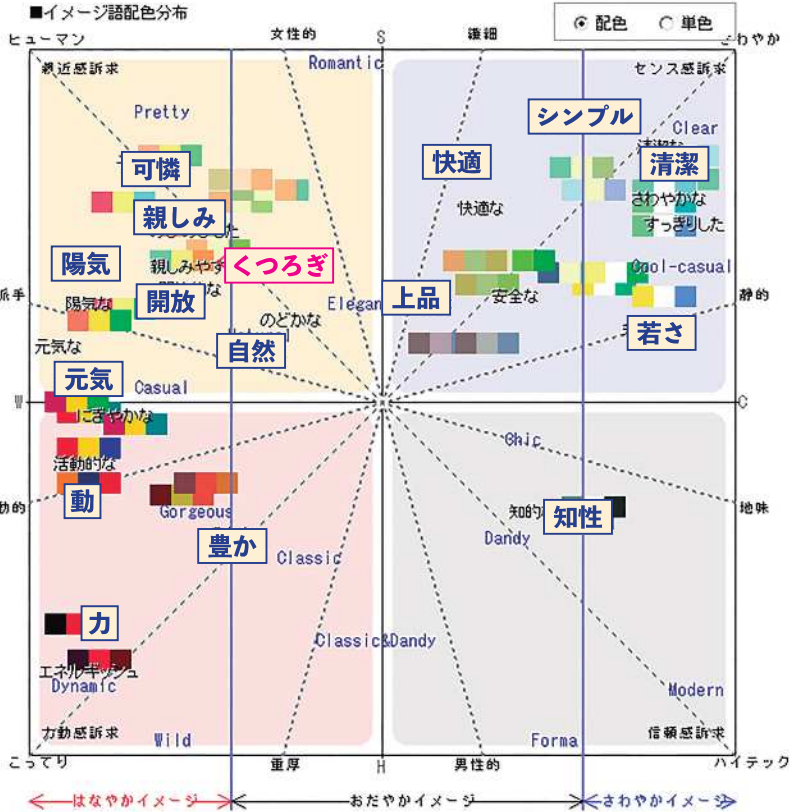 ■イメージ語配色分布
配色
単色
ヒューマン
女性的
S
繊細
さわやか
親近感訴求
Romantic
センス感訴求
Pretty
シンプル
Clear
可憐
快適
清潔
快適な
さわやかな
親しみ
すっきりした
陽気
親しみやす
くつろぎ
Cool-casual
派手
陽気な
開放
Elegan
上品
安全な
静的
のどかな
元気な
自然
若さ
元気
Casual
W
C
にぎやかな
Chic
活動的な
動的
動
Gorgeous
知的な
知性
地味
豊か
Dandy
Classic
力
Classic&Dandy
エネルギッシュ
Dynamic
Modern
力動感訴求
Wild
Forma
信頼感訴求
こってり
重厚
H
男性的
ハイテック
はなやかイメージ
おだやかイメージ
さわやかイメージ